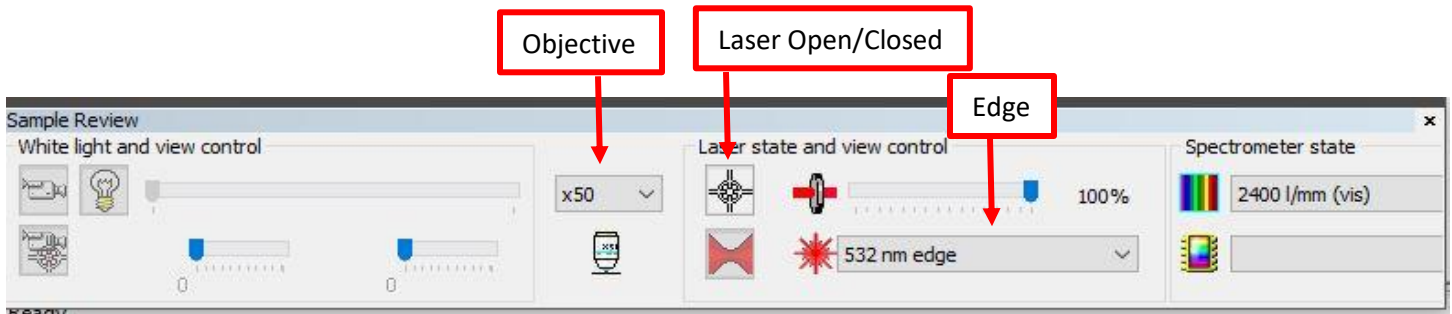 Objective
Laser Open/Closed
Edge
Sample Review
White light and view control
Laser state and view control
Spectrometer state
x50
100%
2400 l/mm (vis)
532 nm edge
0
0
Ready